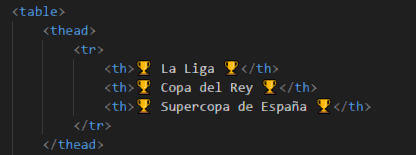 <table>
<thead>
<tr>
<th>🏆 La Liga 🏆</th>
<th>🏆 Copa del Rey 🏆</th>
<th>🏆 Supercopa de España 🏆</th>
</tr>
</thead>